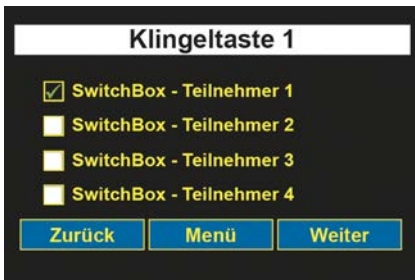 Klingeltaste 1
SwitchBox - Teilnehmer 1
SwitchBox - Teilnehmer 2
SwitchBox - Teilnehmer 3
SwitchBox - Teilnehmer 4
Zurück Menü Weiter